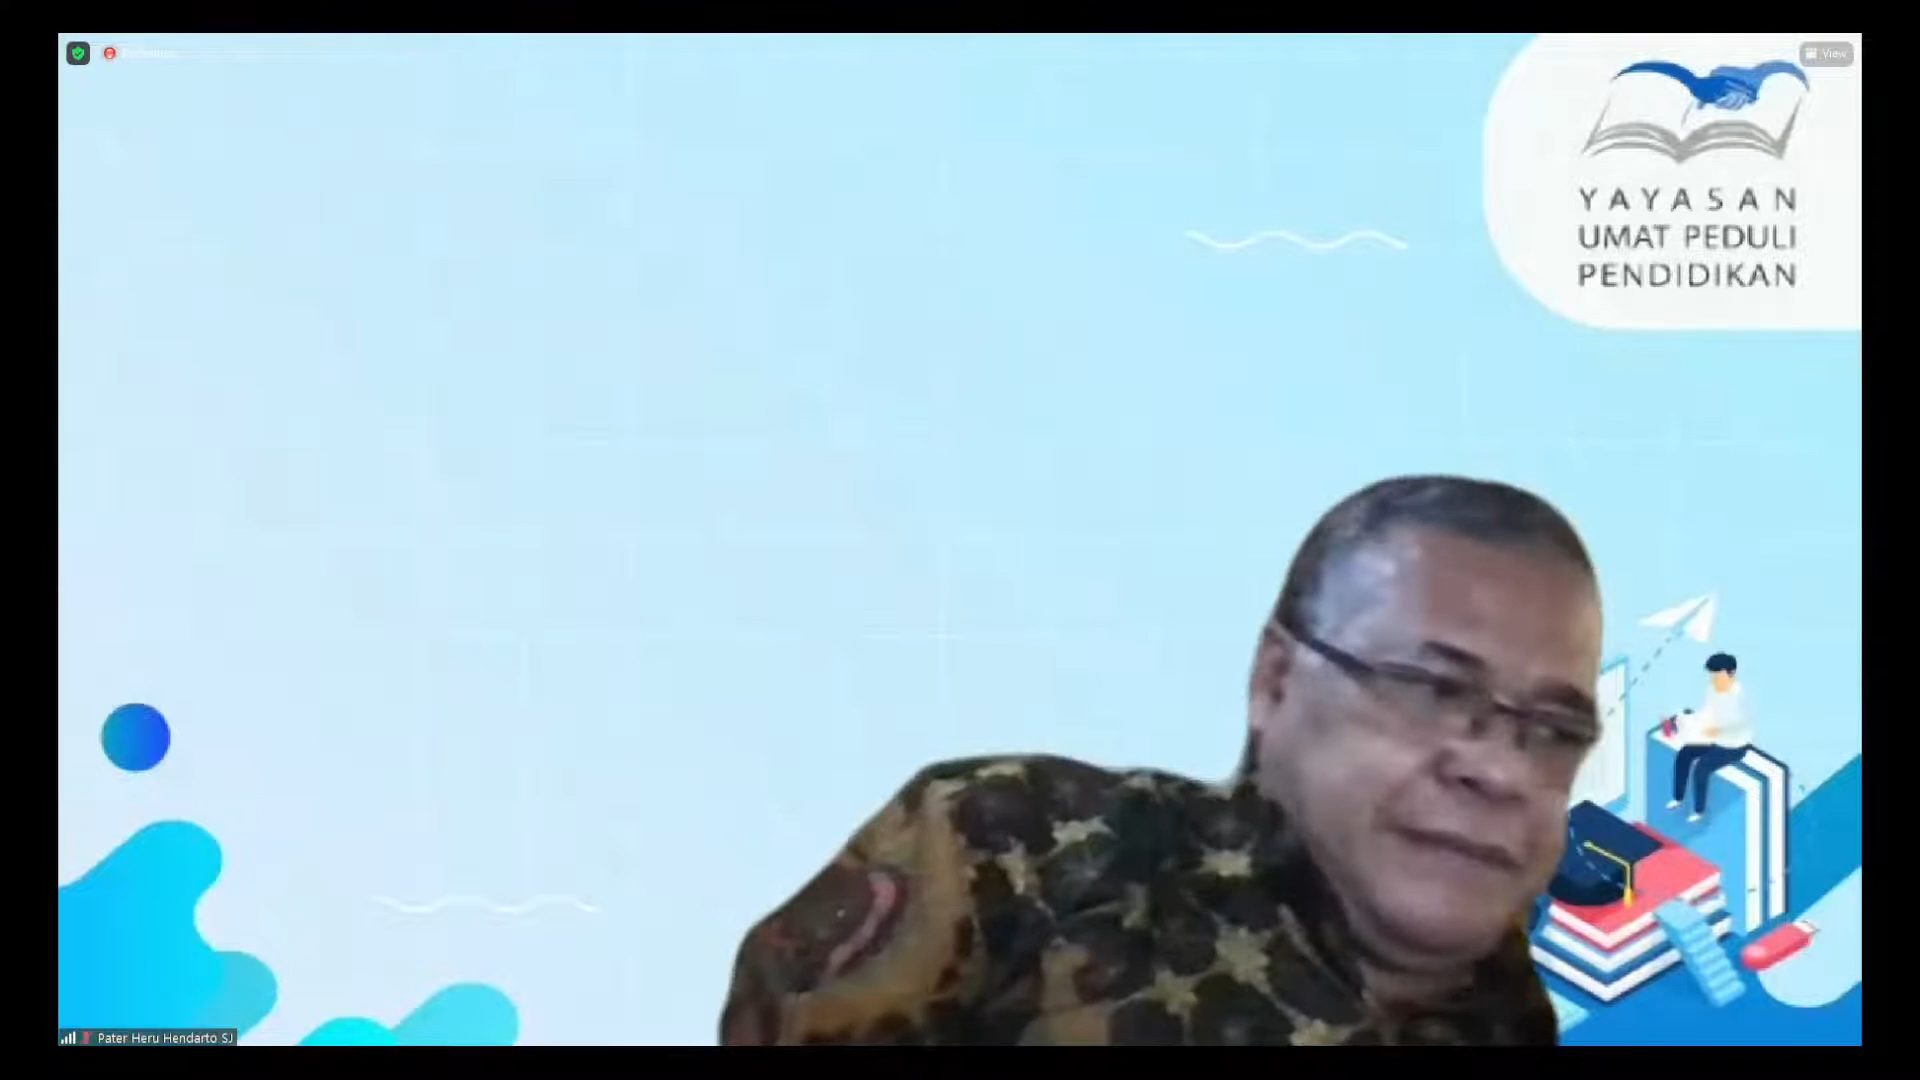 View
YAYASAN
UMAT PEDULI
PENDIDIKAN
Pater Heru Hendarto SJ